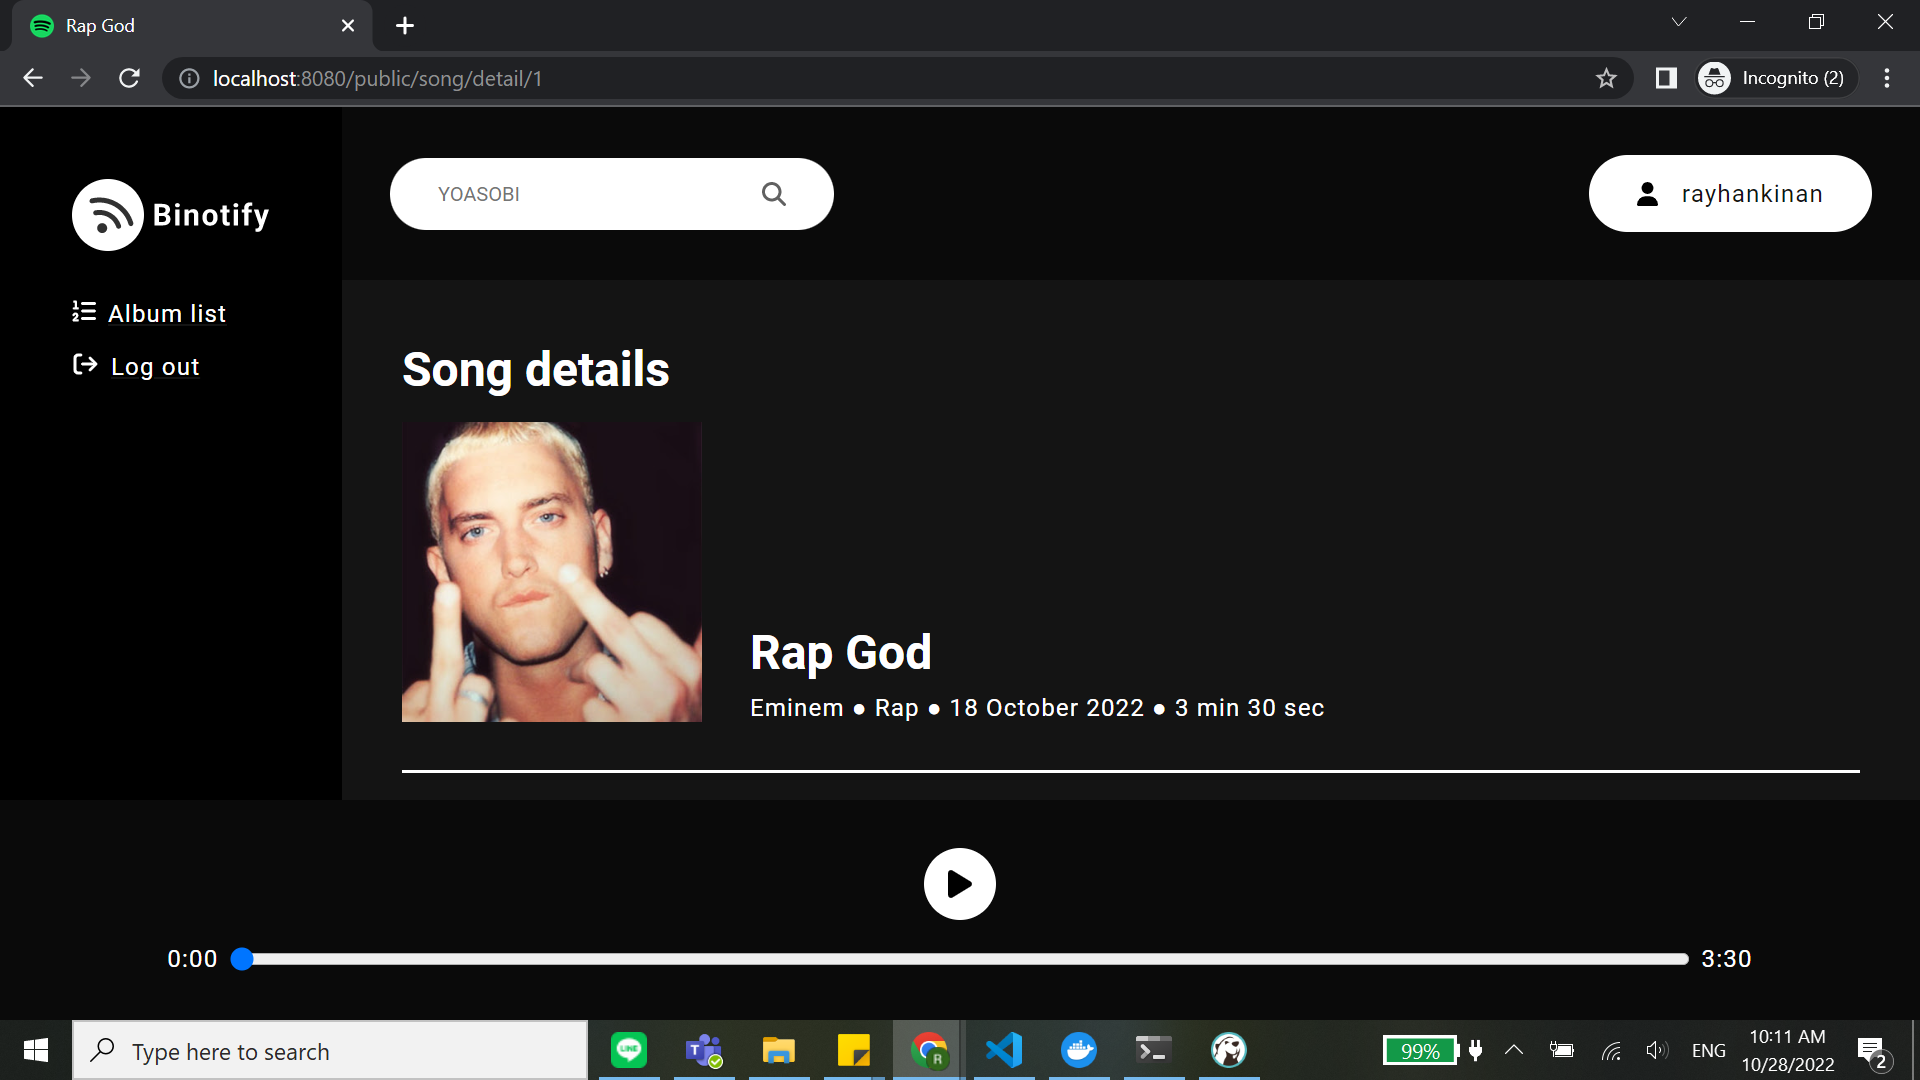 Rap God
localhost:8080/public/song/detail/1
Incognito (2)
Binotify
YOASOBI
rayhankinan
Album list
Log out
Song details
Rap God
Eminem ● Rap ● 18 October 2022 ● 3 min 30 sec
0:00
3:30
Type here to search
LINE
T
R
99%
ENG
10:11 AM
10/28/2022
2